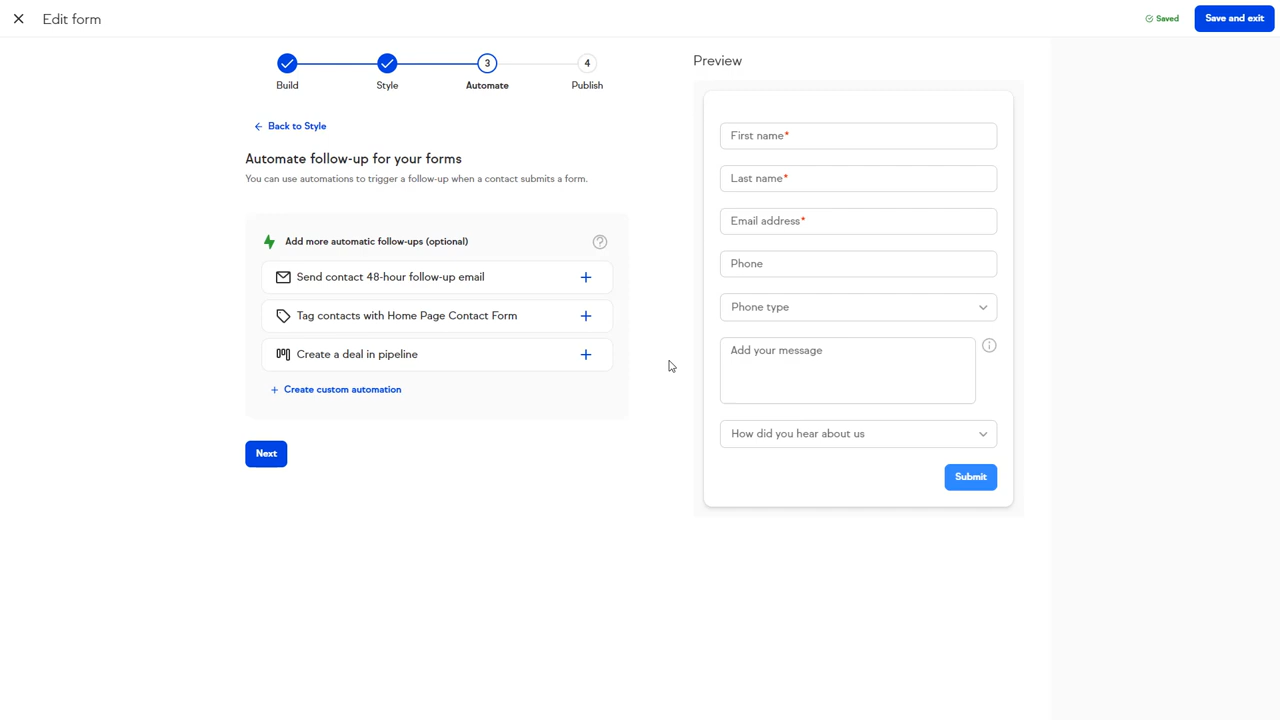 Edit form
Saved
Save and exit
3
4
Build
Style
Automate
Publish
Back to Style
Automate follow-up for your forms
You can use automations to trigger a follow-up when a contact submits a form.
Add more automatic follow-ups (optional)
Send contact 48-hour follow-up email
Tag contacts with Home Page Contact Form
Create a deal in pipeline
Create custom automation
Next
Preview
First name*
Last name*
Email address*
Phone
Phone type
Add your message
How did you hear about us
Submit